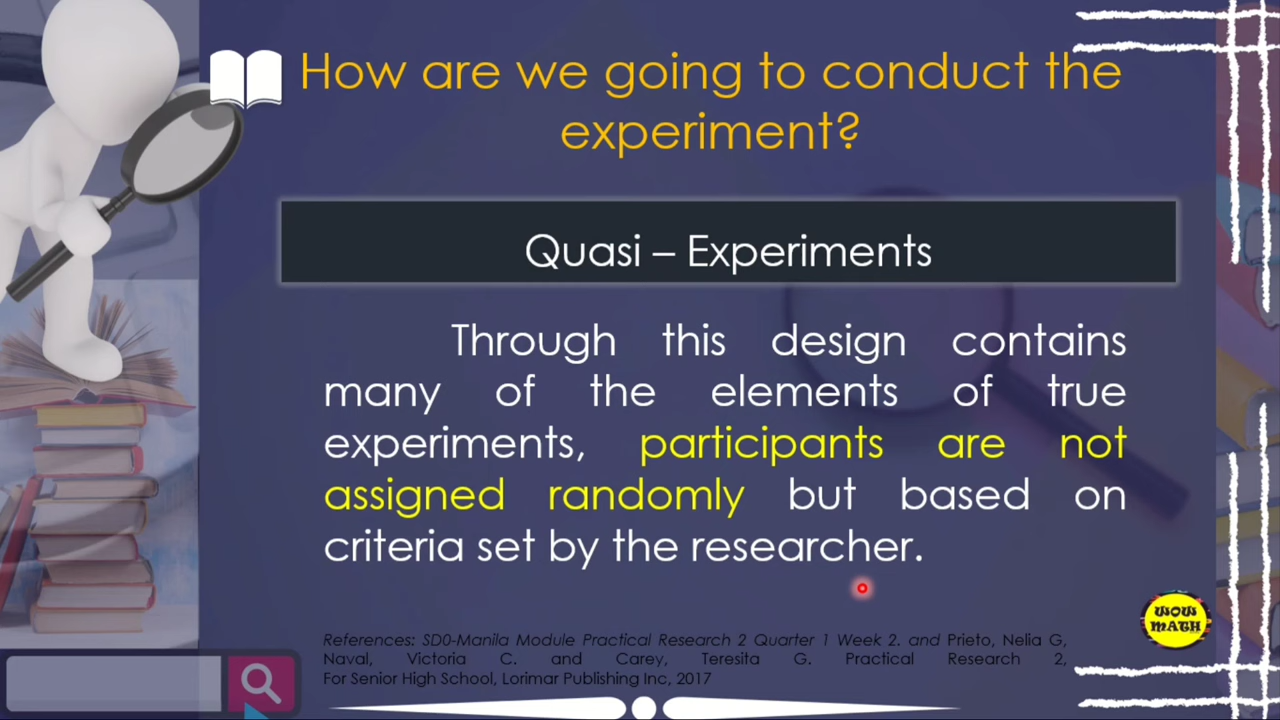 How are we going to conduct the
experiment?
Quasi – Experiments
Through this design contains
many of the elements of true
experiments, participants are not
assigned randomly but based on
criteria set by the researcher.
References: SD0-Manila Module Practical Research 2 Quarter 1 Week 2. and Prieto, Nelia G,
Naval, Victoria C. and Carey, Teresita G. Practical Research 2,
For Senior High School, Lorimar Publishing Inc, 2017
WOW
MATH